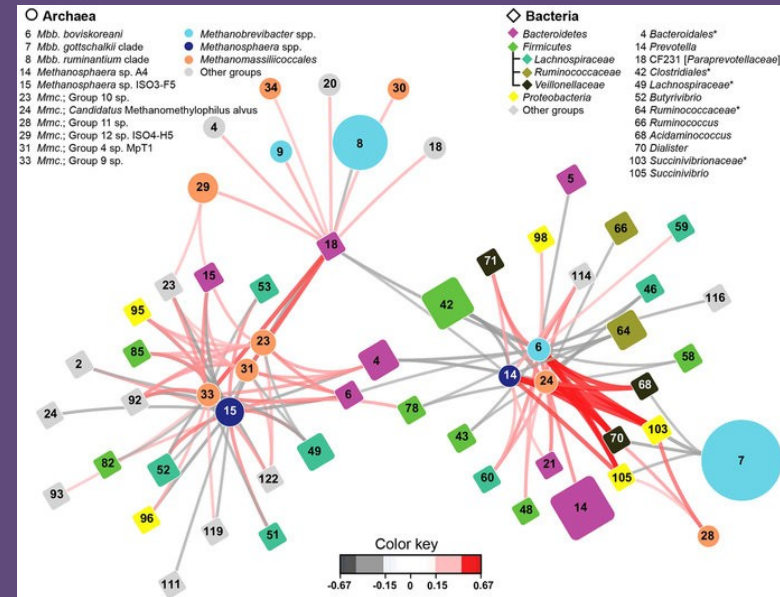 Archaea
6 Mbb. boviskoreani
7 Mbb. gottschalkii clade
8 Mbb. ruminantium clade
14 Methanosphaera sp. A4
15 Methanosphaera sp. ISO3-F5
23 Mmc.; Group 10 sp.
24 Mmc.; Candidatus Methanomethylophilus alvus
28 Mmc.; Group 11 sp.
29 Mmc.; Group 12 sp. ISO4-H5
31 Mmc.; Group 4 sp. MpT1
33 Mmc.; Group 9 sp.
Methanobrevibacter spp.
Methanosphaera spp.
Methanomassiliicoccales
Other groups
Bacteria
Bacteroidetes
Firmicutes
Lachnospiraceae
Ruminococcaceae
Veillonellaceae
Proteobacteria
Other groups
4 Bacteroidales*
14 Prevotella
18 CF231 [Paraprevotellaceae]
42 Clostridiales*
49 Lachnospiraceae*
52 Butyrivibrio
64 Ruminococcaceae*
66 Ruminococcus
68 Acidaminococcus
70 Dialister
103 Succinivibrionaceae*
105 Succinivibrio
34
20
30
4
9
8
18
29
18
23
15
53
95
23
85
31
4
2
33
6
92
15
24
78
82
52
49
93
122
96
119
51
111
5
98
66
59
71
114
46
116
42
64
6
58
14
24
68
43
103
70
7
21
60
105
48
14
28
Color key
-0.67 -0.15 0 0.15 0.67